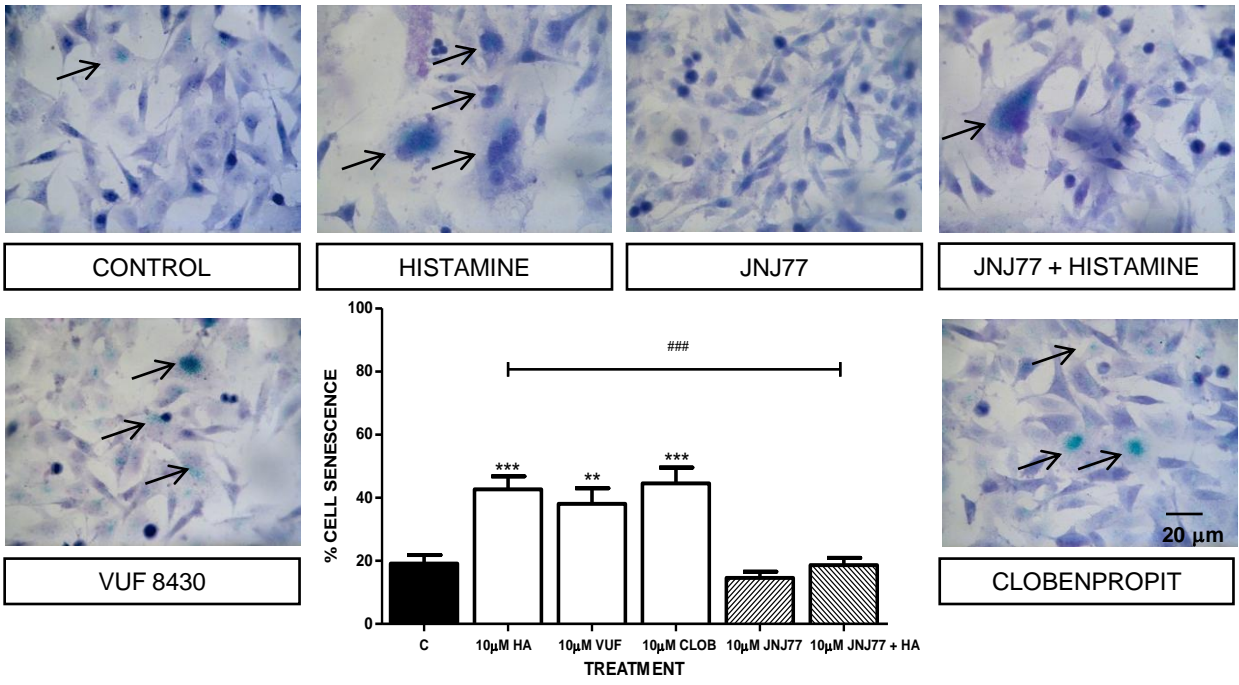 CONTROL
HISTAMINE
JNJ77
JNJ77 + HISTAMINE
VUF 8430
100
80
60
40
20
0
% CELL SENESCENCE
###
***
**
***
C
10µM HA
10µM VUF
10µM CLOB
10µM JNJ77
10µM JNJ77 + HA
TREATMENT
20 µm
CLOBENPROPIT